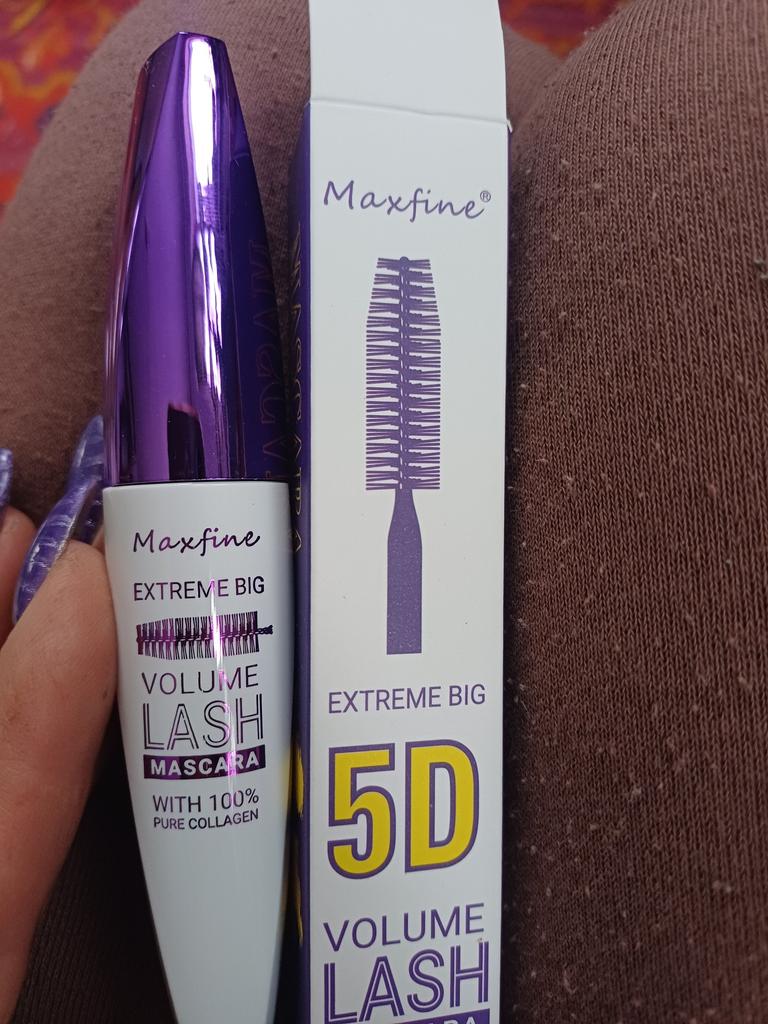 Maxfine
EXTREME BIG
VOLUME
LASH
MASCARA
WITH 100%
PURE COLLAGEN
Maxfine®
EXTREME BIG
5D
VOLUME
LASH